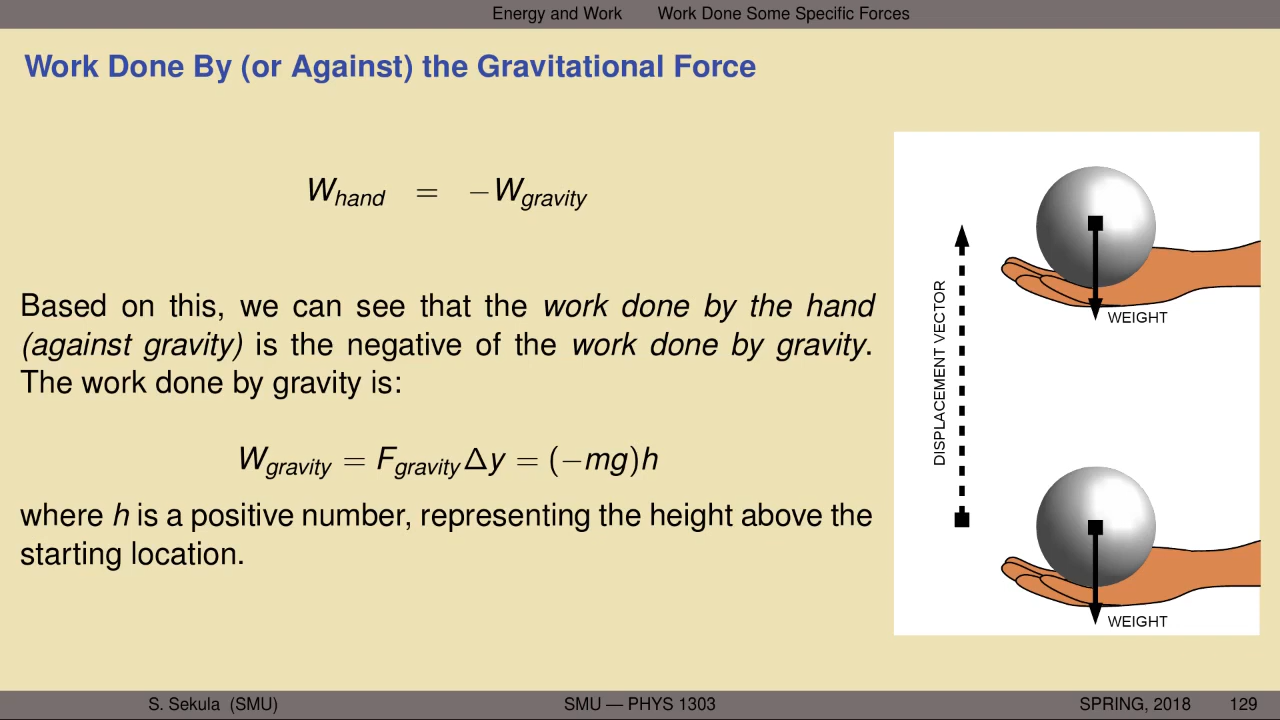 Energy and Work Work Done Some Specific Forces
Work Done By (or Against) the Gravitational Force
W_hand = −W_gravity
Based on this, we can see that the work done by the hand
(against gravity) is the negative of the work done by gravity.
The work done by gravity is:
W_gravity = F_gravity Δy = (−mg)h
where h is a positive number, representing the height above the
starting location.
DISPLACEMENT VECTOR
WEIGHT
WEIGHT
S. Sekula (SMU) SMU — PHYS 1303 SPRING, 2018 129